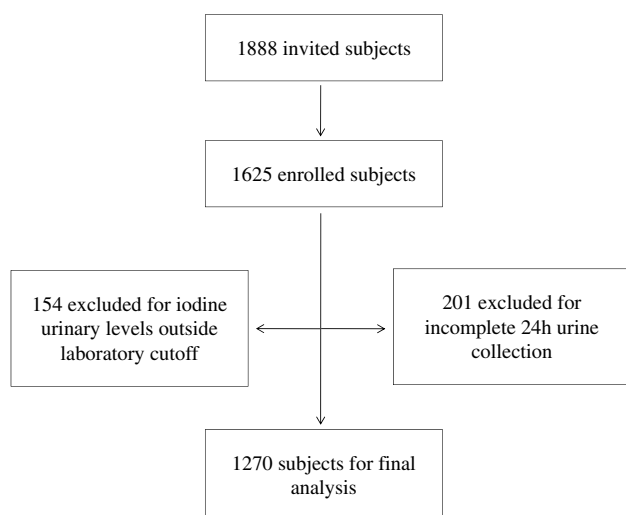 1888 invited subjects
1625 enrolled subjects
154 excluded for iodine
urinary levels outside
laboratory cutoff
201 excluded for
incomplete 24h urine
collection
1270 subjects for final
analysis